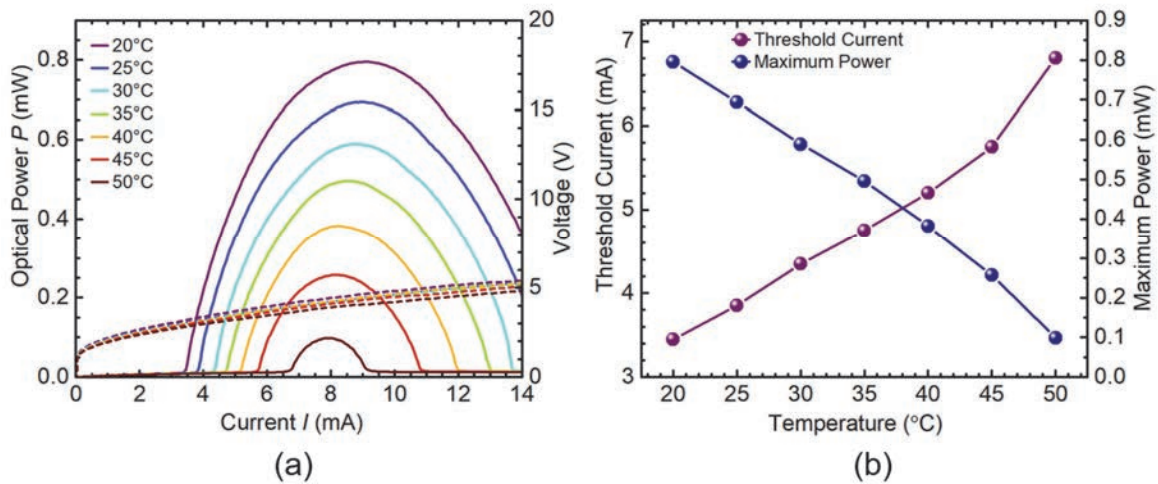 20°C
25°C
30°C
35°C
40°C
45°C
50°C
Optical Power P (mW)
0.8
0.6
0.4
0.2
0.0
Voltage (V)
20
15
10
5
0
0 2 4 6 8 10 12 14
Current I (mA)
(a)
Threshold Current
Maximum Power
Threshold Current (mA)
7
6
5
4
3
Maximum Power (mW)
0.9
0.8
0.7
0.6
0.5
0.4
0.3
0.2
0.1
0.0
20 25 30 35 40 45 50
Temperature (°C)
(b)